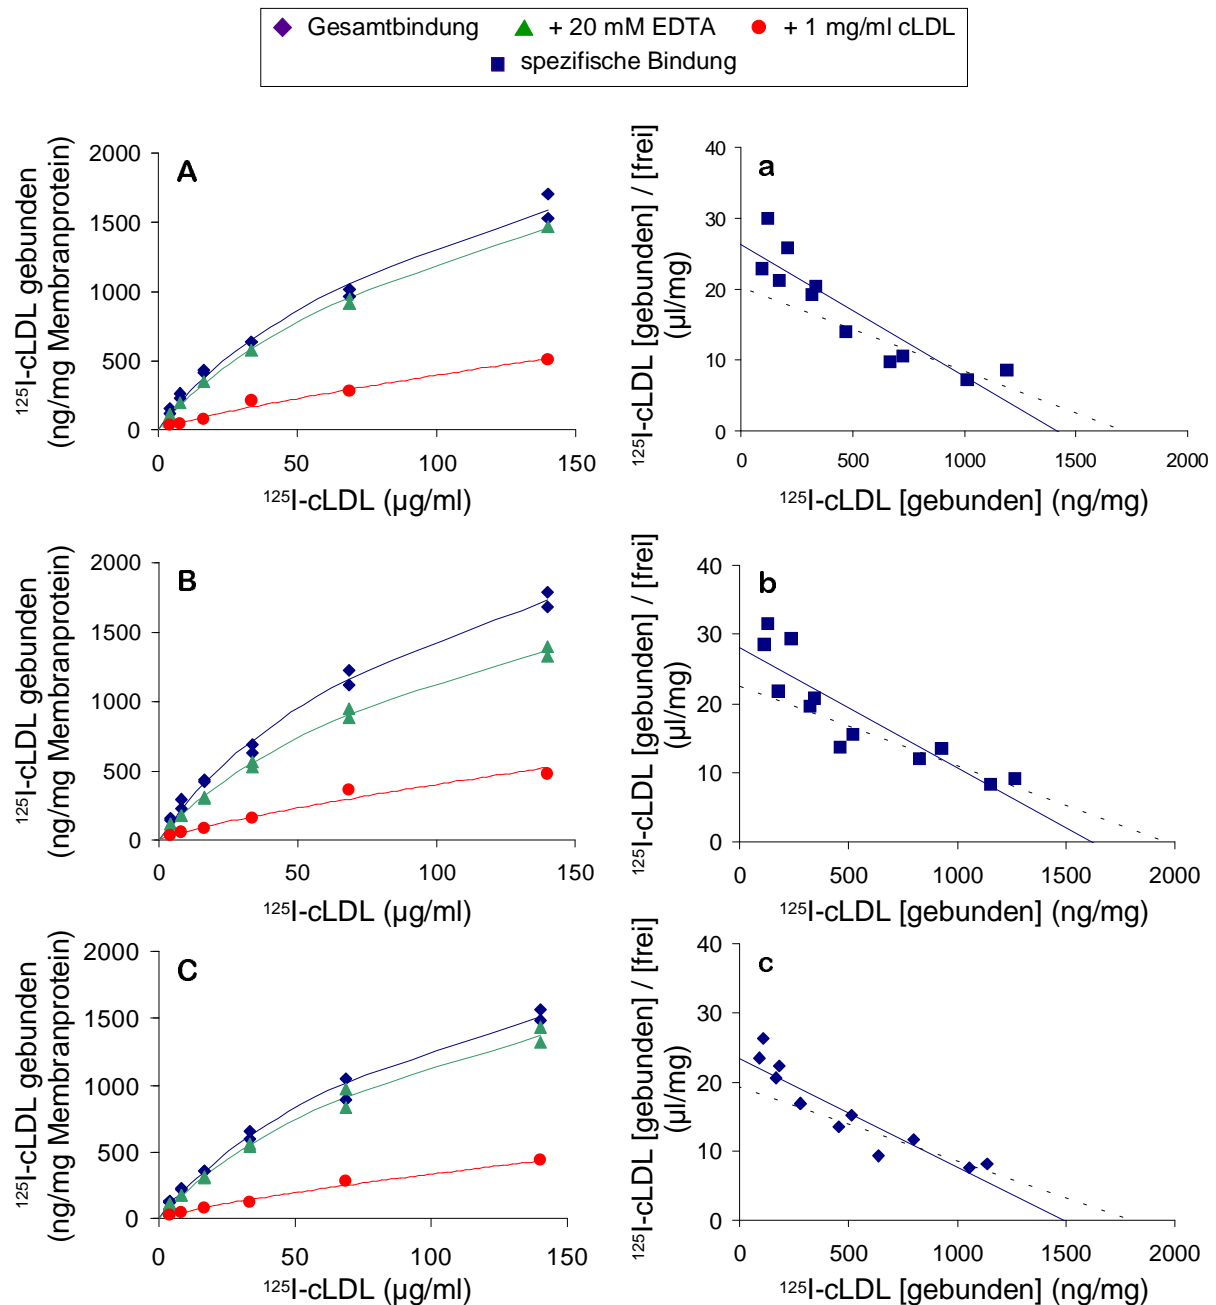 Gesamtbindung + 20 mM EDTA + 1 mg/ml cLDL
spezifische Bindung
A
¹²⁵I-cLDL gebunden
(ng/mg Membranprotein)
2000
1500
1000
500
0
0 50 100 150
¹²⁵I-cLDL (µg/ml)
a
¹²⁵I-cLDL [gebunden] / [frei]
(µl/mg)
40
30
20
10
0
0 500 1000 1500 2000
¹²⁵I-cLDL [gebunden] (ng/mg)
B
¹²⁵I-cLDL gebunden
(ng/mg Membranprotein)
2000
1500
1000
500
0
0 50 100 150
¹²⁵I-cLDL (µg/ml)
b
¹²⁵I-cLDL [gebunden] / [frei]
(µl/mg)
40
30
20
10
0
0 500 1000 1500 2000
¹²⁵I-cLDL [gebunden] (ng/mg)
C
¹²⁵I-cLDL gebunden
(ng/mg Membranprotein)
2000
1500
1000
500
0
0 50 100 150
¹²⁵I-cLDL (µg/ml)
c
¹²⁵I-cLDL [gebunden] / [frei]
(µl/mg)
40
30
20
10
0
0 500 1000 1500 2000
¹²⁵I-cLDL [gebunden] (ng/mg)